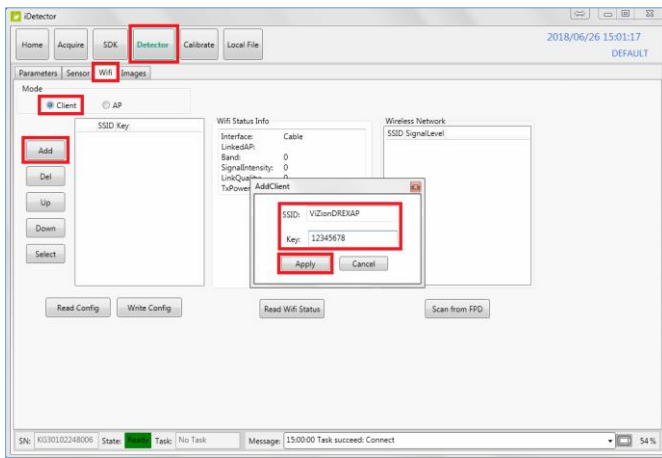 iDetector
Home Acquire SDK Detector Calibrate Local File
2018/06/26 15:01:17
DEFAULT
Parameters Sensor Wifi Images
Mode
Client AP
SSID Key
Add
Del
Up
Down
Select
Wifi Status Info
Interface: Cable
LinkedAP:
Band: 0
SignalIntensity: 0
LinkQuality: 0
TxPower
Wireless Network
SSID SignalLevel
AddClient
SSID: ViZionDREXAP
Key: 12345678
Apply Cancel
Read Config Write Config Read Wifi Status Scan from FPD
SN: KG30102248006 State: Ready Task: No Task Message: 15:00:00 Task succeed: Connect 54 %